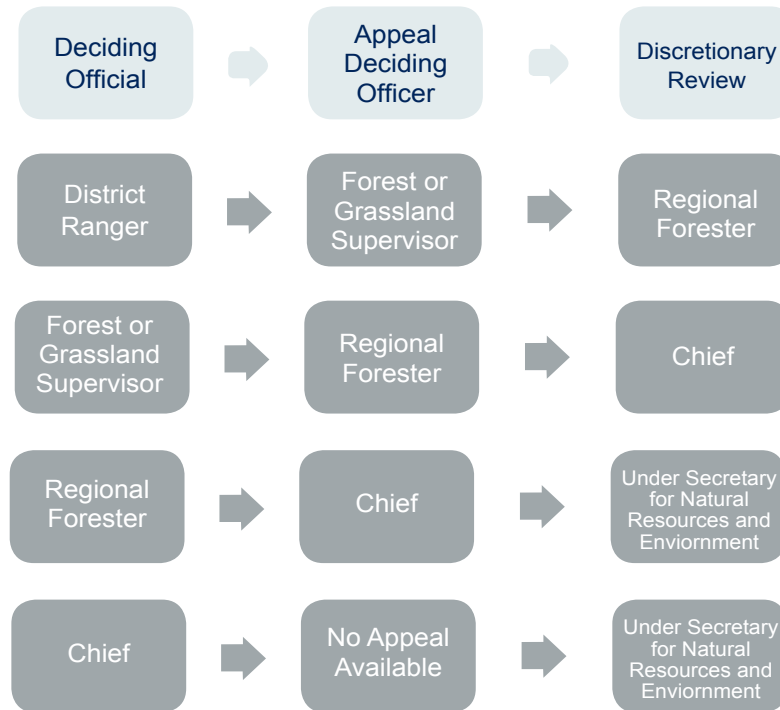 Deciding
Official
Appeal
Deciding
Officer
Discretionary
Review
District
Ranger
Forest or
Grassland
Supervisor
Regional
Forester
Forest or
Grassland
Supervisor
Regional
Forester
Chief
Regional
Forester
Chief
Under Secretary
for Natural
Resources and
Enviornment
Chief
No Appeal
Available
Under Secretary
for Natural
Resources and
Enviornment